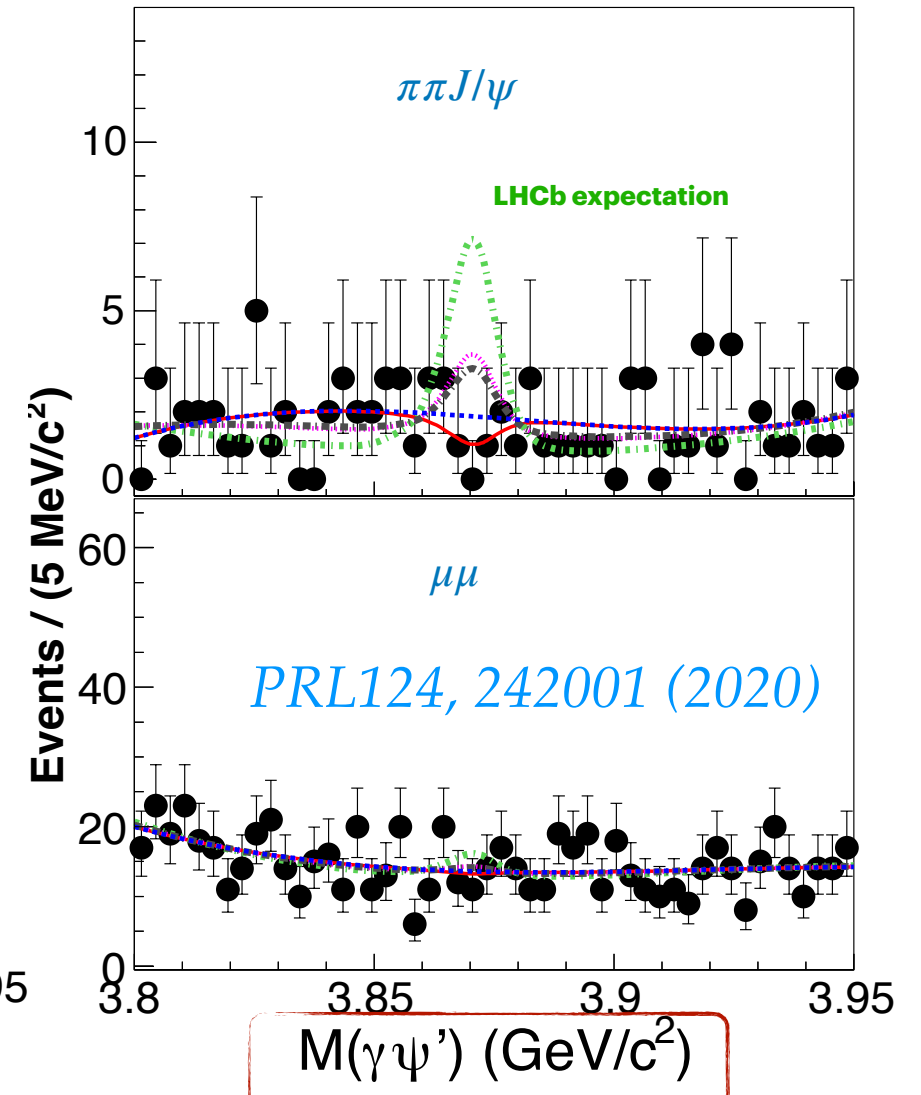 ππJ/ψ
10
LHCb expectation
5
0
Events / (5 MeV/c²)
60
μμ
40
PRL124, 242001 (2020)
20
0
95
3.8 3.85 3.9 3.95
M(γψ') (GeV/c²)